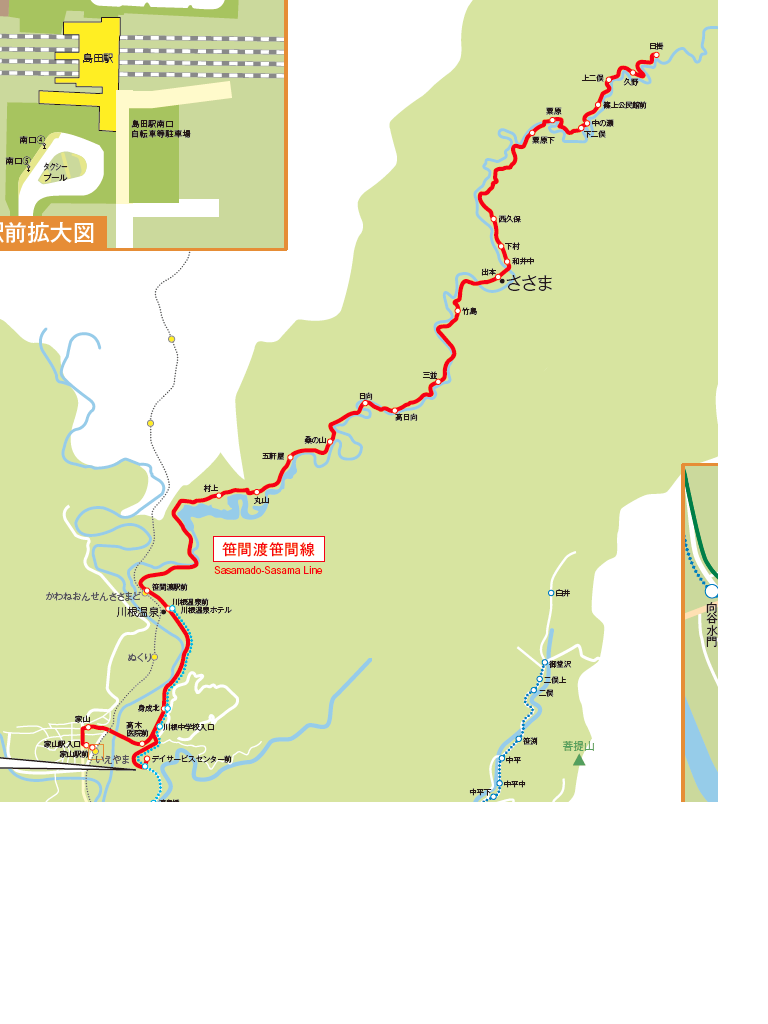 島田駅
島田駅南口
自転車等駐車場
南口④
南口⑤
タクシー
プール
駅前拡大図
日掛
上二俣
久野
篠上公民館前
中の瀬
下二俣
粟原
粟原下
西久保
下村
和井中
出本
ささま
竹島
三並
日向
高日向
桑の山
五軒屋
村上
丸山
笹間渡笹間線
Sasamado-Sasama Line
笹間渡駅前
かわねおんせんささまど
川根温泉前
川根温泉ホテル
川根温泉
ぬくり
身成北
家山
高木
医院前
川根中学校入口
家山駅入口
家山駅前
いえやま
デイサービスセンター前
臼井
御堂沢
二俣上
二俣
笹渕
菩提山
中平
中平中
中平下
向谷水門